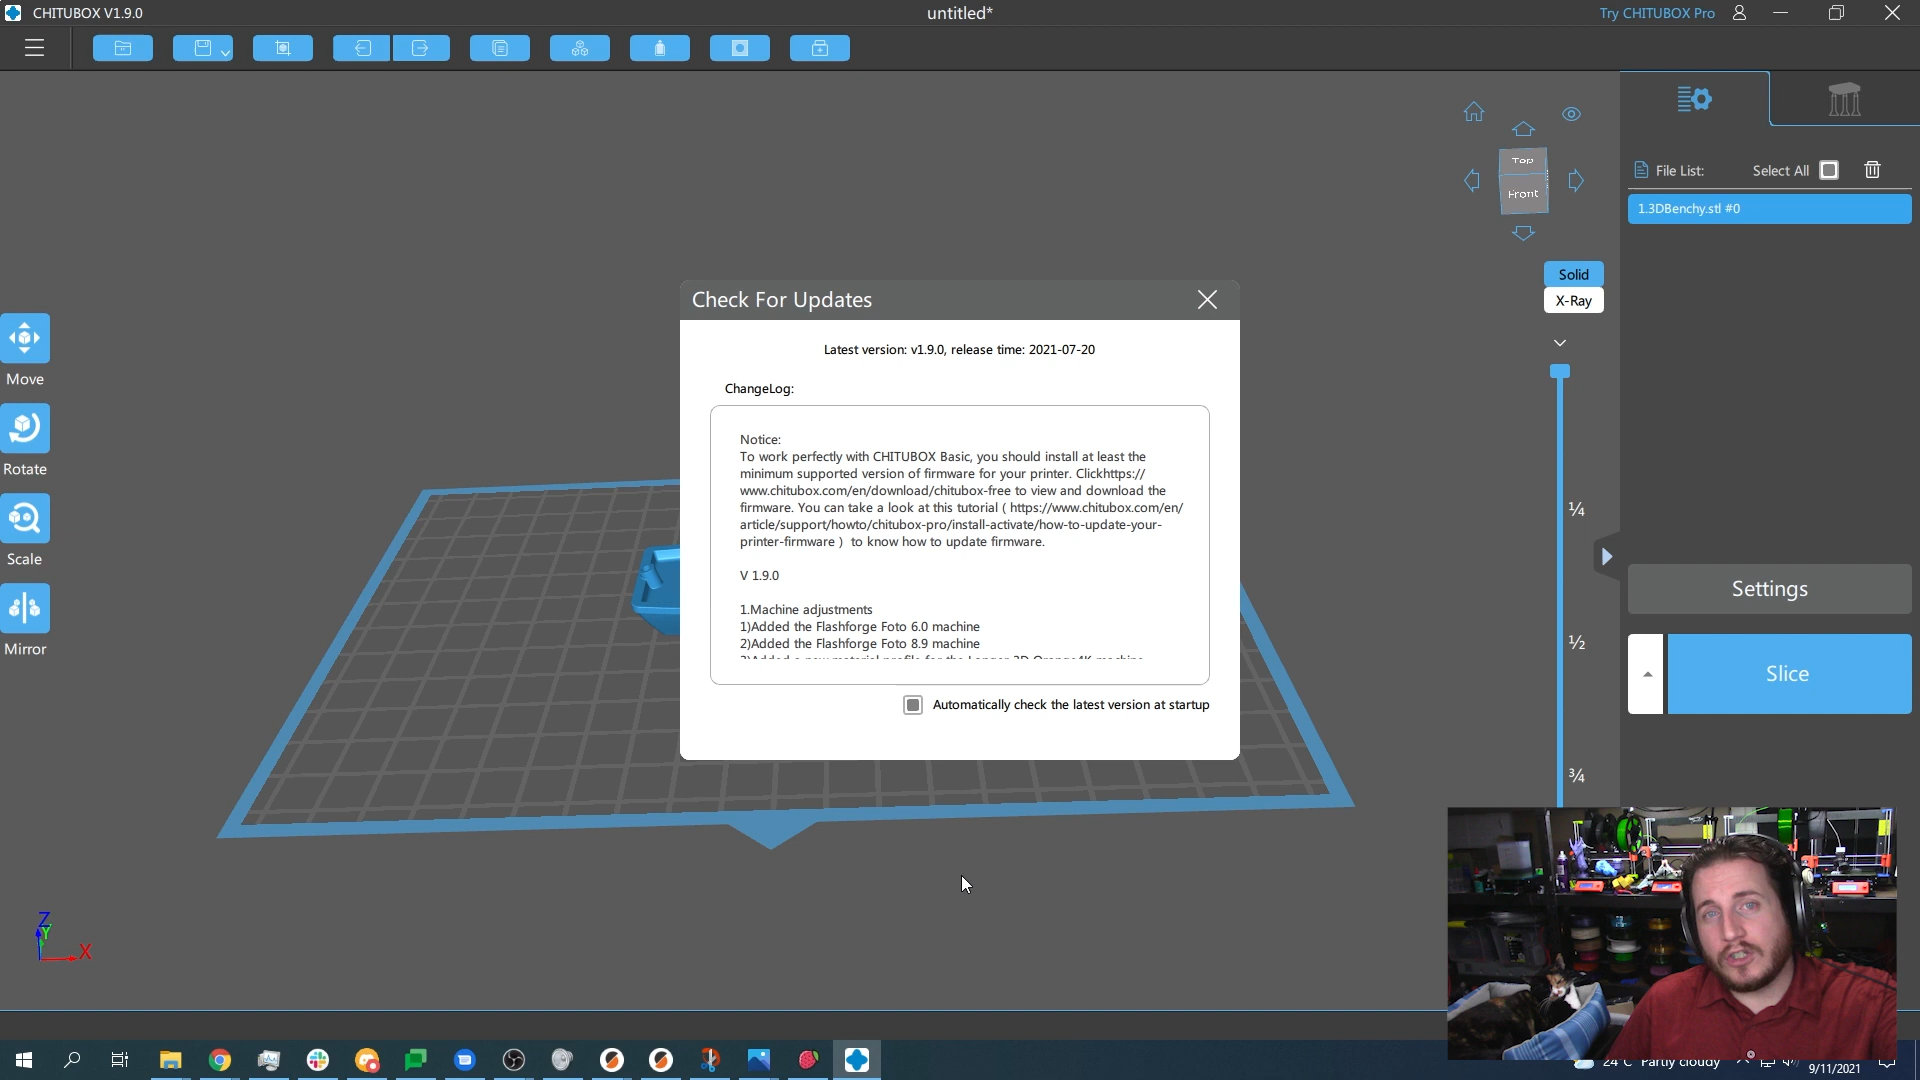 CHITUBOX V1.9.0
untitled*
Try CHITUBOX Pro
Top
Front
File List:
Select All
1.3DBenchy.stl #0
Solid
X-Ray
Move
Rotate
Scale
Mirror
Check For Updates
Latest version: v1.9.0, release time: 2021-07-20
ChangeLog:
Notice:
To work perfectly with CHITUBOX Basic, you should install at least the
minimum supported version of firmware for your printer. Clickhttps://
www.chitubox.com/en/download/chitubox-free to view and download the
firmware. You can take a look at this tutorial ( https://www.chitubox.com/en/
article/support/howto/chitubox-pro/install-activate/how-to-update-your-
printer-firmware ) to know how to update firmware.
V 1.9.0
1.Machine adjustments
1)Added the Flashforge Foto 6.0 machine
2)Added the Flashforge Foto 8.9 machine
Automatically check the latest version at startup
¼
½
¾
Settings
Slice
Z
Y
X
24°C Partly cloudy
9/11/2021